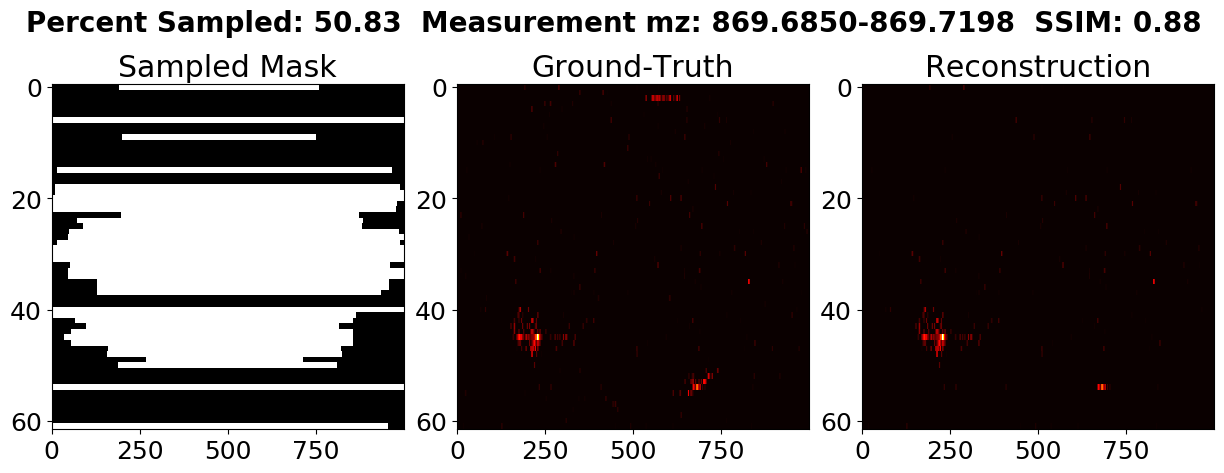 Percent Sampled: 50.83  Measurement mz: 869.6850-869.7198  SSIM: 0.88
Sampled Mask Ground-Truth Reconstruction
0 0 0
20 20 20
40 40 40
60 60 60
0 250 500 750 0 250 500 750 0 250 500 750